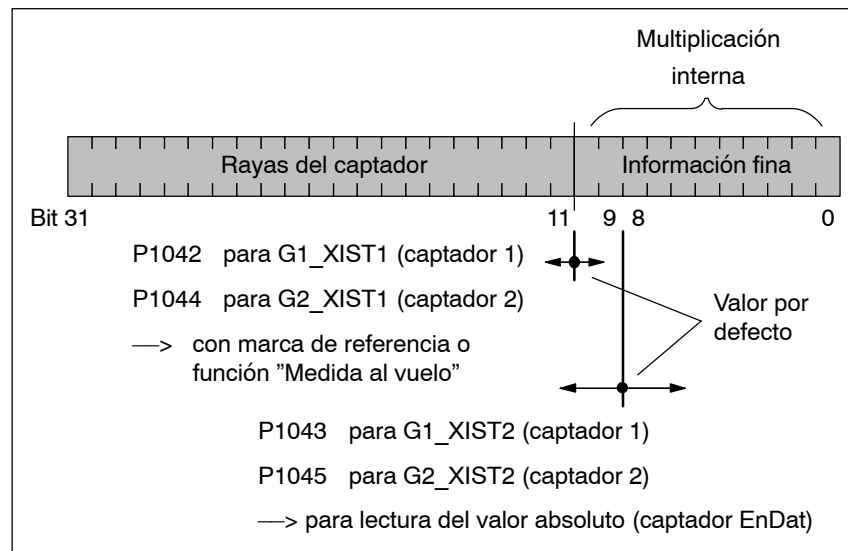 Multiplicación
interna
Rayas del captador
Información fina
Bit 31
11
9
8
0
P1042 para G1_XIST1 (captador 1)
P1044 para G2_XIST1 (captador 2)
—> con marca de referencia o
función ”Medida al vuelo”
Valor por
defecto
P1043 para G1_XIST2 (captador 1)
P1045 para G2_XIST2 (captador 2)
—> para lectura del valor absoluto (captador EnDat)